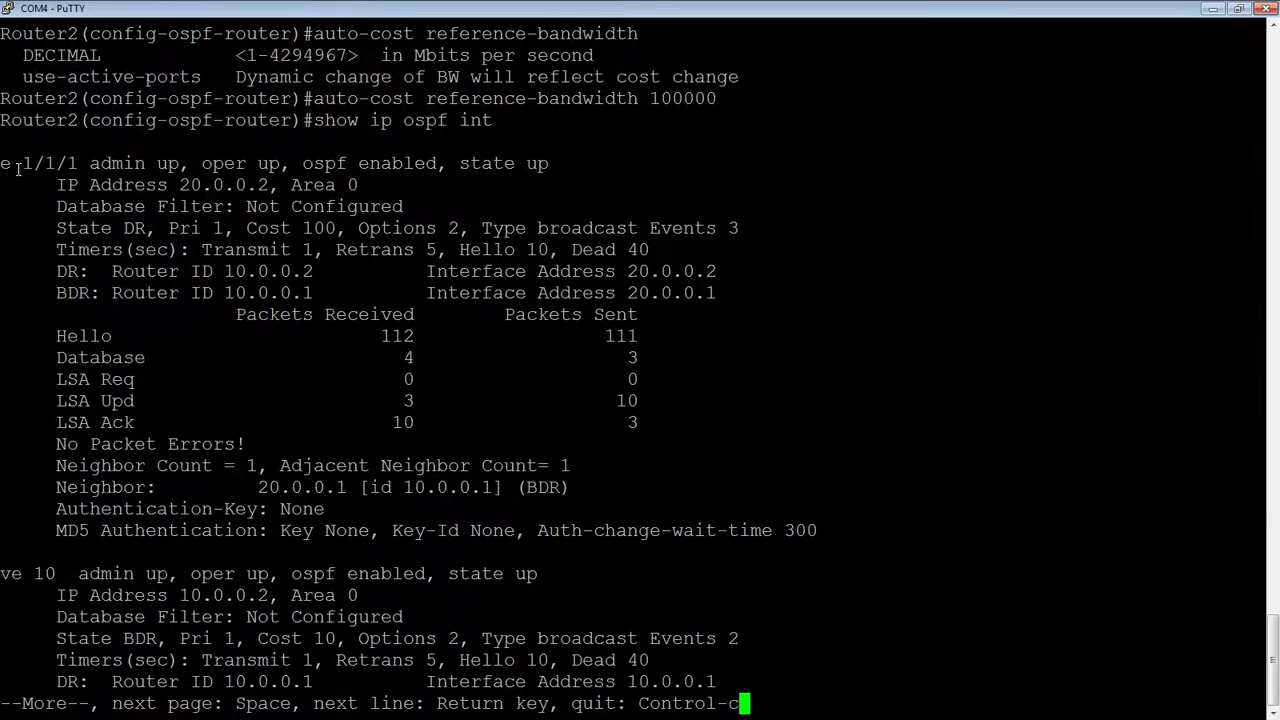 COM4 - PuTTY
Router2(config-ospf-router)#auto-cost reference-bandwidth
  DECIMAL            <1-4294967>  in Mbits per second
  use-active-ports   Dynamic change of BW will reflect cost change
Router2(config-ospf-router)#auto-cost reference-bandwidth 100000
Router2(config-ospf-router)#show ip ospf int
e 1/1/1 admin up, oper up, ospf enabled, state up
     IP Address 20.0.0.2, Area 0
     Database Filter: Not Configured
     State DR, Pri 1, Cost 100, Options 2, Type broadcast Events 3
     Timers(sec): Transmit 1, Retrans 5, Hello 10, Dead 40
     DR:  Router ID 10.0.0.2          Interface Address 20.0.0.2
     BDR: Router ID 10.0.0.1          Interface Address 20.0.0.1
                     Packets Received        Packets Sent
     Hello                        112                 111
     Database                       4                   3
     LSA Req                        0                   0
     LSA Upd                        3                  10
     LSA Ack                       10                   3
     No Packet Errors!
     Neighbor Count = 1, Adjacent Neighbor Count= 1
     Neighbor:         20.0.0.1 [id 10.0.0.1] (BDR)
     Authentication-Key: None
     MD5 Authentication: Key None, Key-Id None, Auth-change-wait-time 300
ve 10  admin up, oper up, ospf enabled, state up
     IP Address 10.0.0.2, Area 0
     Database Filter: Not Configured
     State BDR, Pri 1, Cost 10, Options 2, Type broadcast Events 2
     Timers(sec): Transmit 1, Retrans 5, Hello 10, Dead 40
     DR:  Router ID 10.0.0.1          Interface Address 10.0.0.1
--More--, next page: Space, next line: Return key, quit: Control-c